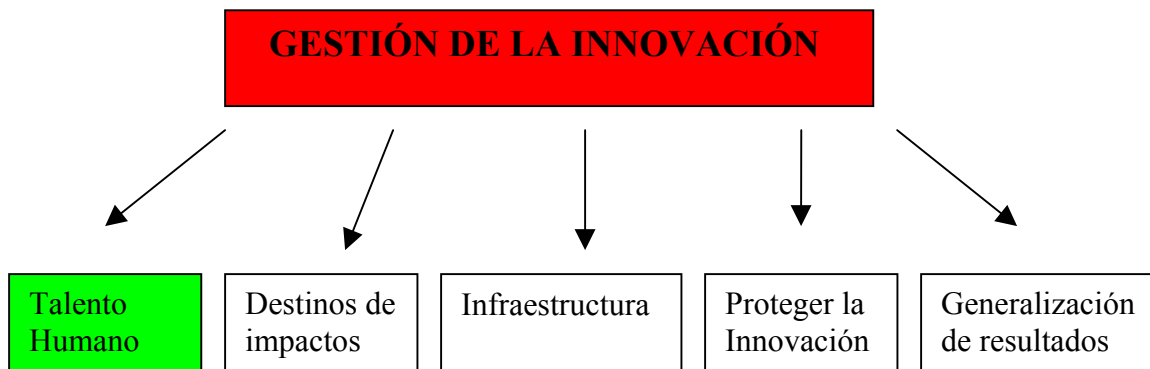 GESTIÓN DE LA INNOVACIÓN
Talento
Humano
Destinos de
impactos
Infraestructura
Proteger la
Innovación
Generalización
de resultados